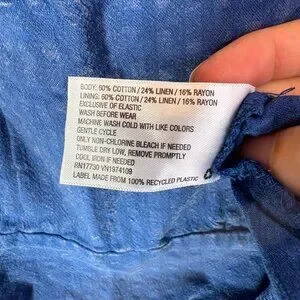 BODY: 60% COTTON / 24% LINEN / 16% RAYON
LINING: 60% COTTON / 24% LINEN / 16% RAYON
EXCLUSIVE OF ELASTIC
WASH BEFORE WEAR
MACHINE WASH COLD WITH LIKE COLORS
GENTLE CYCLE
ONLY NON-CHLORINE BLEACH IF NEEDED
TUMBLE DRY LOW, REMOVE PROMPTLY
COOL IRON IF NEEDED
RN17730 VN1974109
LABEL MADE FROM 100% RECYCLED PLASTIC